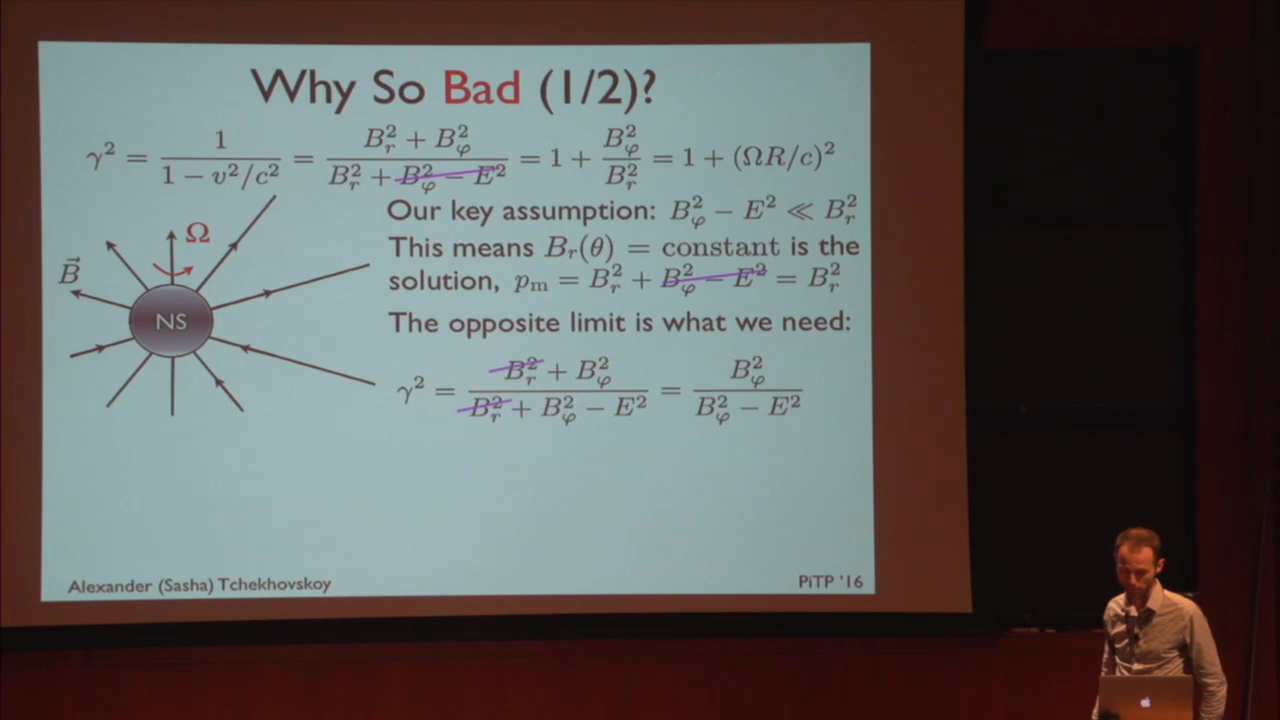 Why So Bad (1/2)?
γ² = 1 / (1 − v²/c²) = (B_r² + B_φ²) / (B_r² + B_φ² − E²) = 1 + B_φ² / B_r² = 1 + (ΩR/c)²
Our key assumption: B_φ² − E² ≪ B_r²
This means B_r(θ) = constant is the
solution, p_m = B_r² + B_φ² − E² = B_r²
Ω
B⃗
NS
The opposite limit is what we need:
γ² = (B_r² + B_φ²) / (B_r² + B_φ² − E²) = B_φ² / (B_φ² − E²)
Alexander (Sasha) Tchekhovskoy
PiTP '16